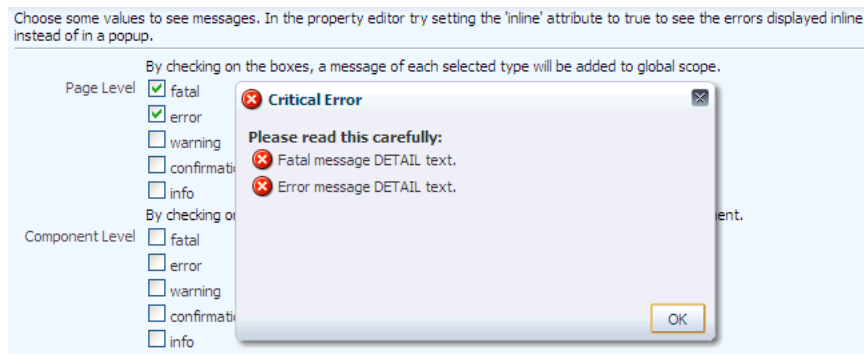 Choose some values to see messages. In the property editor try setting the 'inline' attribute to true to see the errors displayed inline
instead of in a popup.
By checking on the boxes, a message of each selected type will be added to global scope.
Page Level
fatal
error
warning
confirmati
info
Critical Error
Please read this carefully:
Fatal message DETAIL text.
Error message DETAIL text.
OK
By checking
Component Level
fatal
error
warning
confirmati
info